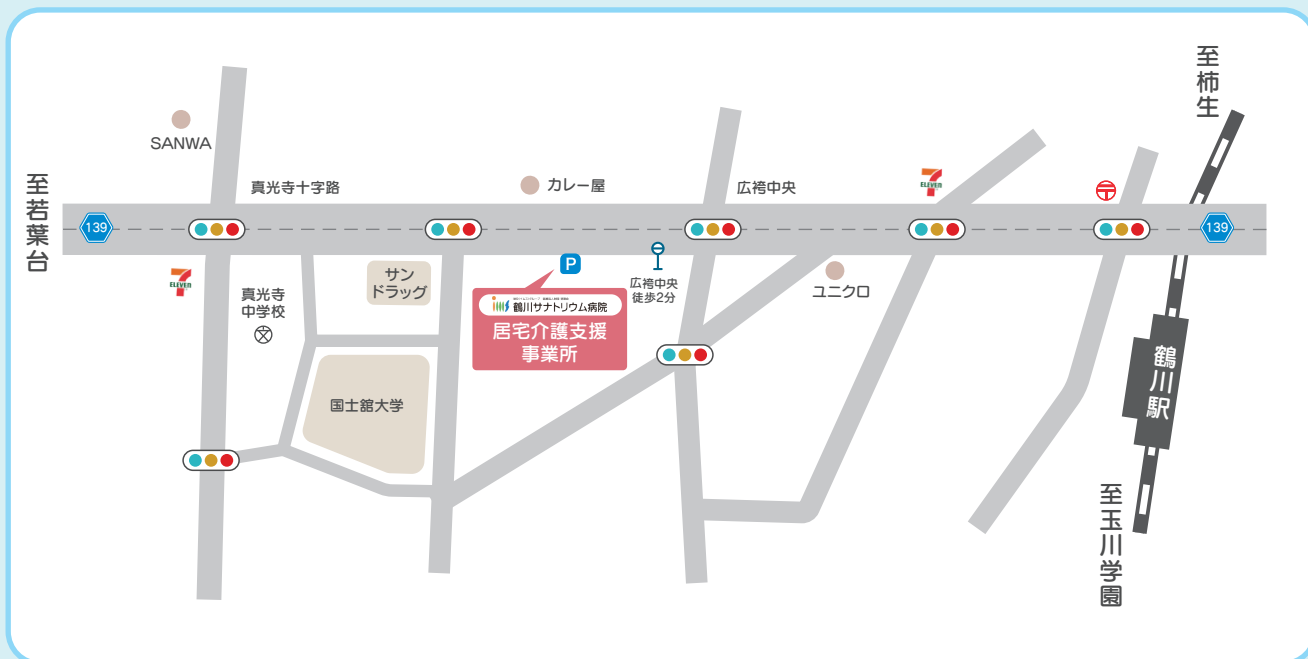 至柿生
SANWA
至若葉台
真光寺十字路
カレー屋
広袴中央
7
ELEVEN
139
139
7
ELEVEN
真光寺
中学校
サン
ドラッグ
P
広袴中央
徒歩2分
ユニクロ
鶴川サナトリウム病院
居宅介護支援
事業所
国士舘大学
鶴川駅
至玉川学園